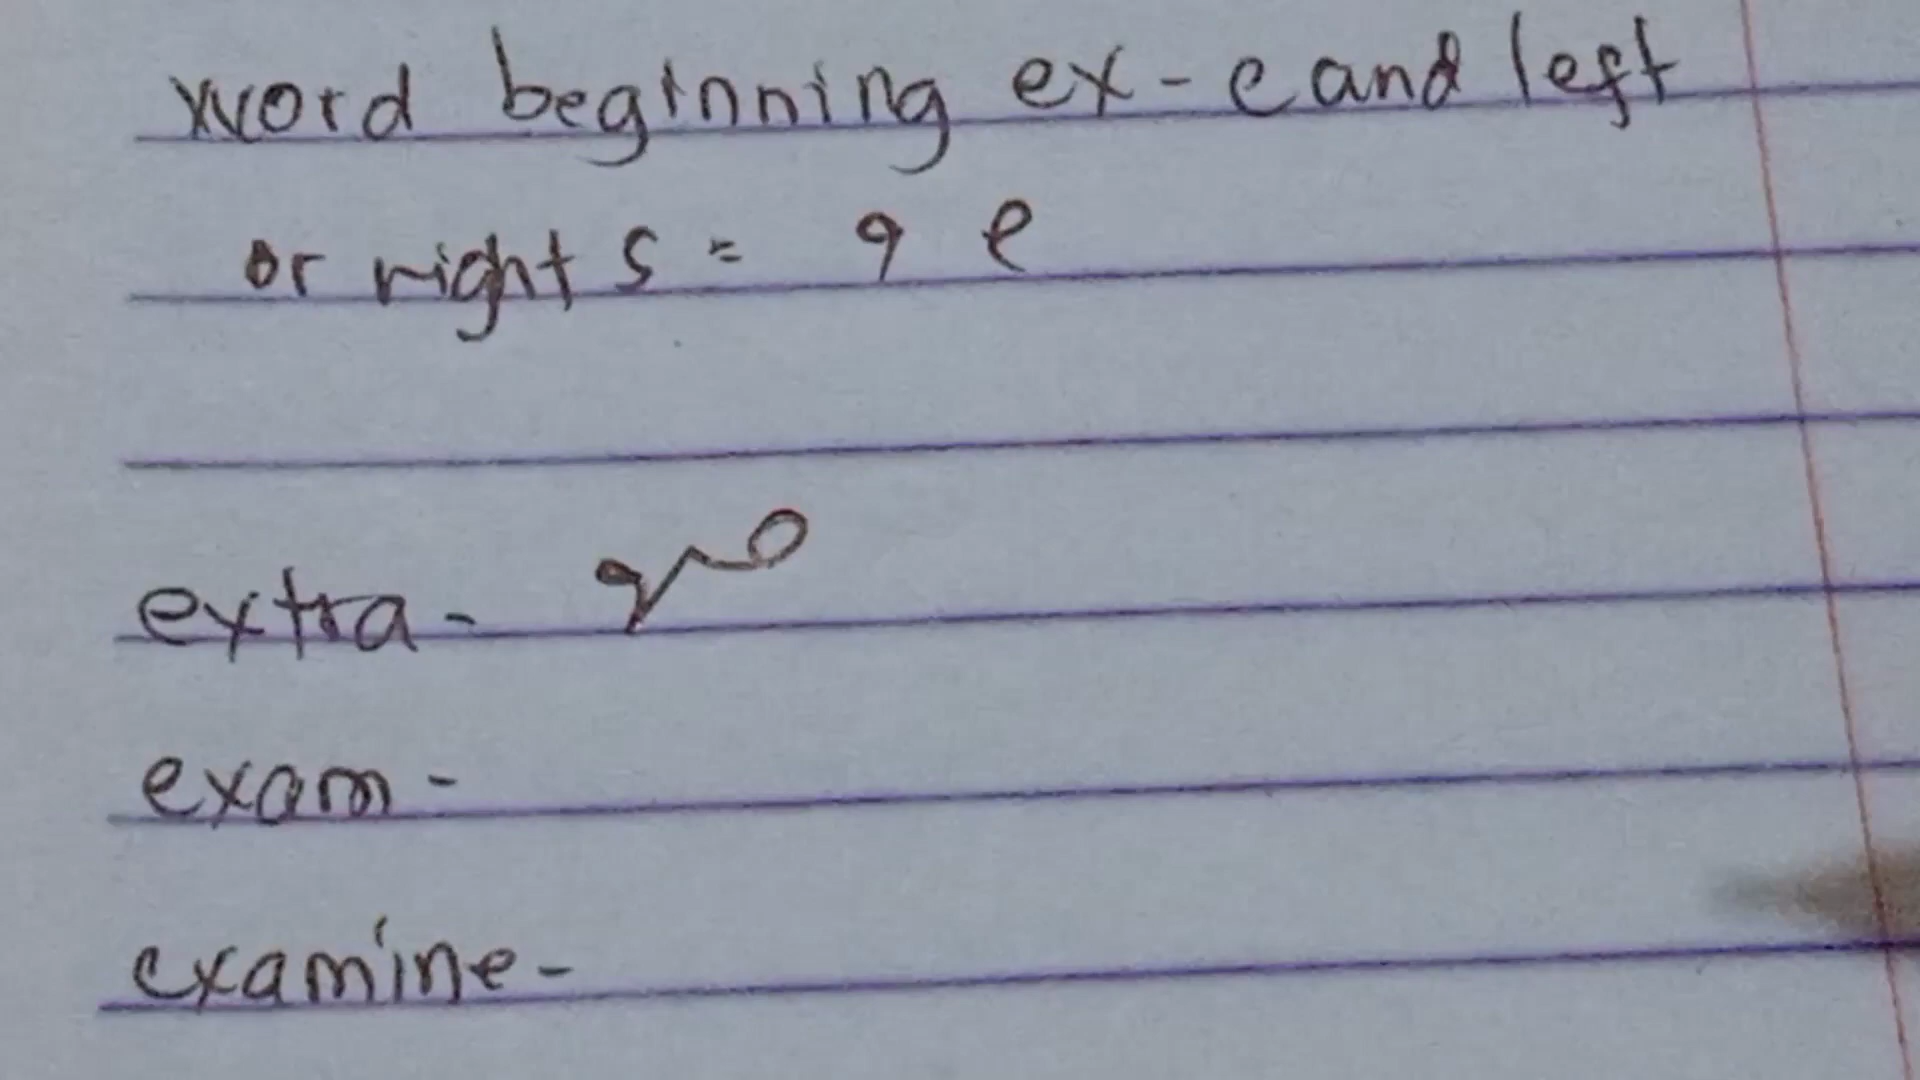 word beginning ex - e and left
or right s = 9 e
extra -
exam -
examine -